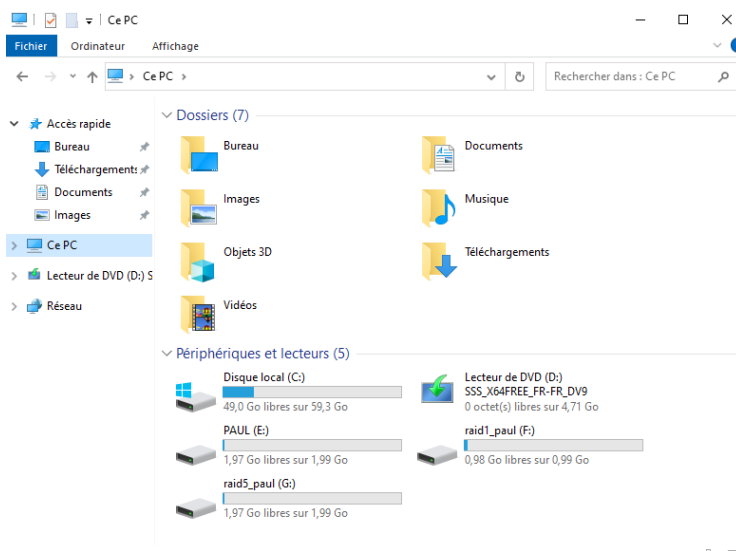 Ce PC
Fichier Ordinateur Affichage
Ce PC
Rechercher dans : Ce PC
Accès rapide
Bureau
Téléchargements
Documents
Images
Ce PC
Lecteur de DVD (D:) S
Réseau
Dossiers (7)
Bureau
Documents
Images
Musique
Objets 3D
Téléchargements
Vidéos
Périphériques et lecteurs (5)
Disque local (C:)
49,0 Go libres sur 59,3 Go
Lecteur de DVD (D:)
SSS_X64FREE_FR-FR_DV9
0 octet(s) libres sur 4,71 Go
PAUL (E:)
1,97 Go libres sur 1,99 Go
raid1_paul (F:)
0,98 Go libres sur 0,99 Go
raid5_paul (G:)
1,97 Go libres sur 1,99 Go